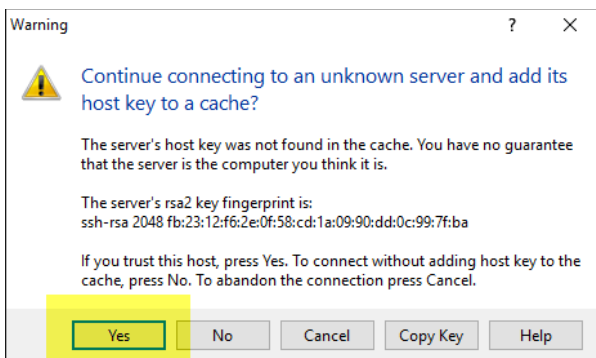 Warning
?
Continue connecting to an unknown server and add its
host key to a cache?
The server's host key was not found in the cache. You have no guarantee
that the server is the computer you think it is.
The server's rsa2 key fingerprint is:
ssh-rsa 2048 fb:23:12:f6:2e:0f:58:cd:1a:09:90:dd:0c:99:7f:ba
If you trust this host, press Yes. To connect without adding host key to the
cache, press No. To abandon the connection press Cancel.
Yes No Cancel Copy Key Help